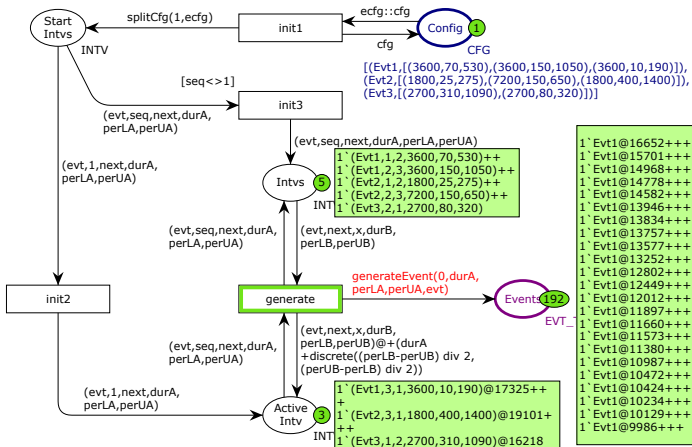 splitCfg(1,ecfg)
ecfg::cfg
Start
Intvs
INTV
init1
Config
1
CFG
cfg
[(Evt1,[(3600,70,530),(3600,150,1050),(3600,10,190)]),
(Evt2,[(1800,25,275),(7200,150,650),(1800,400,1400)]),
(Evt3,[(2700,310,1090),(2700,80,320)])]
[seq<>1]
init3
(evt,seq,next,durA,
perLA,perUA)
(evt,seq,next,durA,perLA,perUA)
(evt,1,next,durA,
perLA,perUA)
Intvs
5
INT
1`(Evt1,1,2,3600,70,530)++
1`(Evt1,2,3,3600,150,1050)++
1`(Evt2,1,2,1800,25,275)++
1`(Evt2,2,3,7200,150,650)++
1`(Evt3,2,1,2700,80,320)
(evt,seq,next,durA,
perLA,perUA)
(evt,next,x,durB,
perLB,perUB)
generateEvent(0,durA,
perLA,perUA,evt)
init2
generate
Events
192
EVT_
(evt,seq,next,durA,
perLA,perUA)
(evt,next,x,durB,
perLB,perUB)@+(durA
+discrete((perLB-perUB) div 2,
(perUB-perLB) div 2))
(evt,1,next,durA,
perLA,perUA)
Active
Intv
3
INT
1`(Evt1,3,1,3600,10,190)@17325++
+
1`(Evt2,3,1,1800,400,1400)@19101+
++
1`(Evt3,1,2,2700,310,1090)@16218
1`Evt1@16652+++
1`Evt1@15701+++
1`Evt1@14968+++
1`Evt1@14778+++
1`Evt1@14582+++
1`Evt1@13946+++
1`Evt1@13834+++
1`Evt1@13757+++
1`Evt1@13577+++
1`Evt1@13252+++
1`Evt1@12802+++
1`Evt1@12449+++
1`Evt1@12012+++
1`Evt1@11897+++
1`Evt1@11660+++
1`Evt1@11573+++
1`Evt1@11380+++
1`Evt1@10987+++
1`Evt1@10472+++
1`Evt1@10424+++
1`Evt1@10234+++
1`Evt1@10129+++
1`Evt1@9986+++